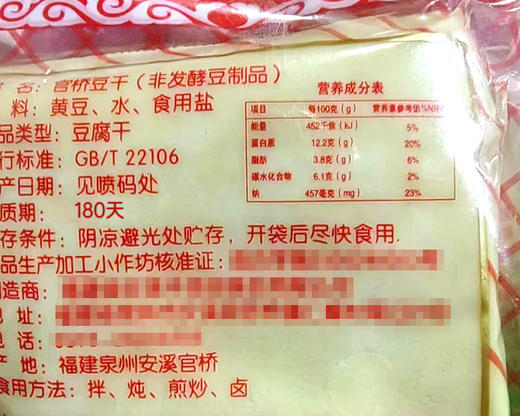 名：官桥豆干（非发酵豆制品）
料：黄豆、水、食用盐
品类型：豆腐干
行标准：GB/T 22106
产日期：见喷码处
质期：180天
存条件：阴凉避光处贮存，开袋后尽快食用.
品生产加工小作坊核准证：
制造商：
址：
电话：
产地：福建泉州安溪官桥
食用方法：拌、炖、煎炒、卤
营养成分表
项目 每100克(g) 营养素参考值%NRV
能量 452千焦(kJ) 5%
蛋白质 12.2克(g) 20%
脂肪 3.8克(g) 6%
碳水化合物 6.1克(g) 2%
钠 457毫克(mg) 23%